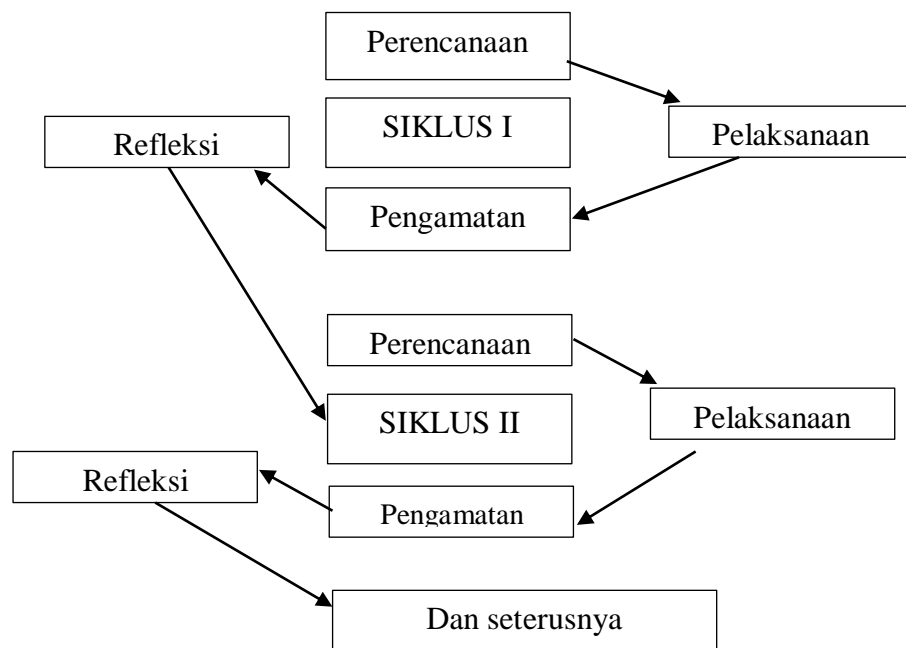 Perencanaan
SIKLUS I
Refleksi
Pelaksanaan
Pengamatan
Perencanaan
SIKLUS II
Pelaksanaan
Refleksi
Pengamatan
Dan seterusnya